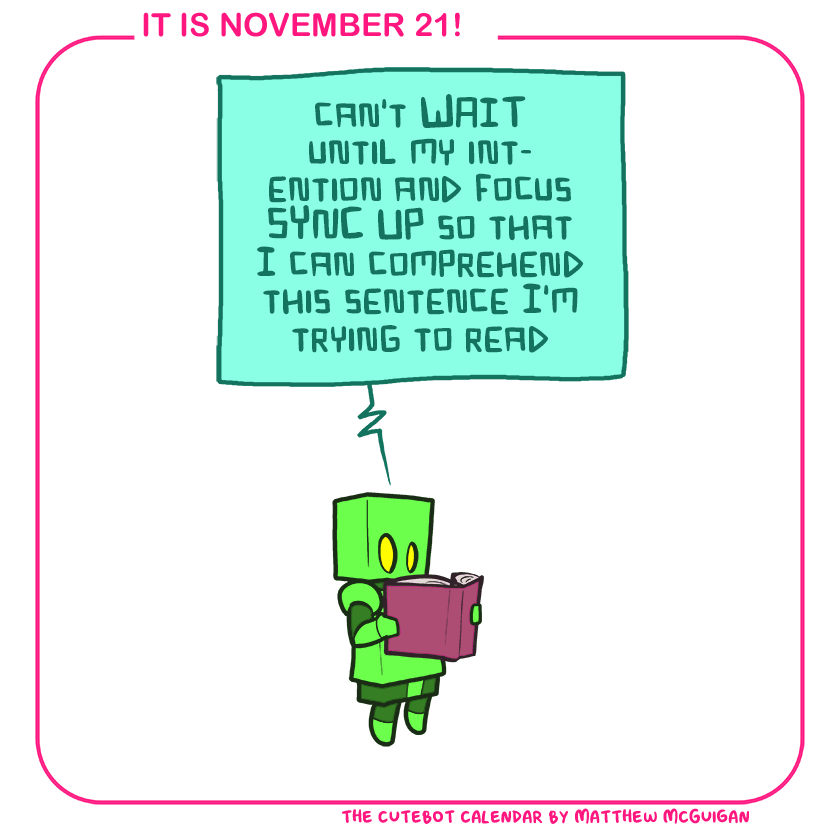 IT IS NOVEMBER 21!
CAN'T WAIT
UNTIL MY INT-
ENTION AND FOCUS
SYNC UP SO THAT
I CAN COMPREHEND
THIS SENTENCE I'M
TRYING TO READ
THE CUTEBOT CALENDAR BY MATTHEW MCGUIGAN